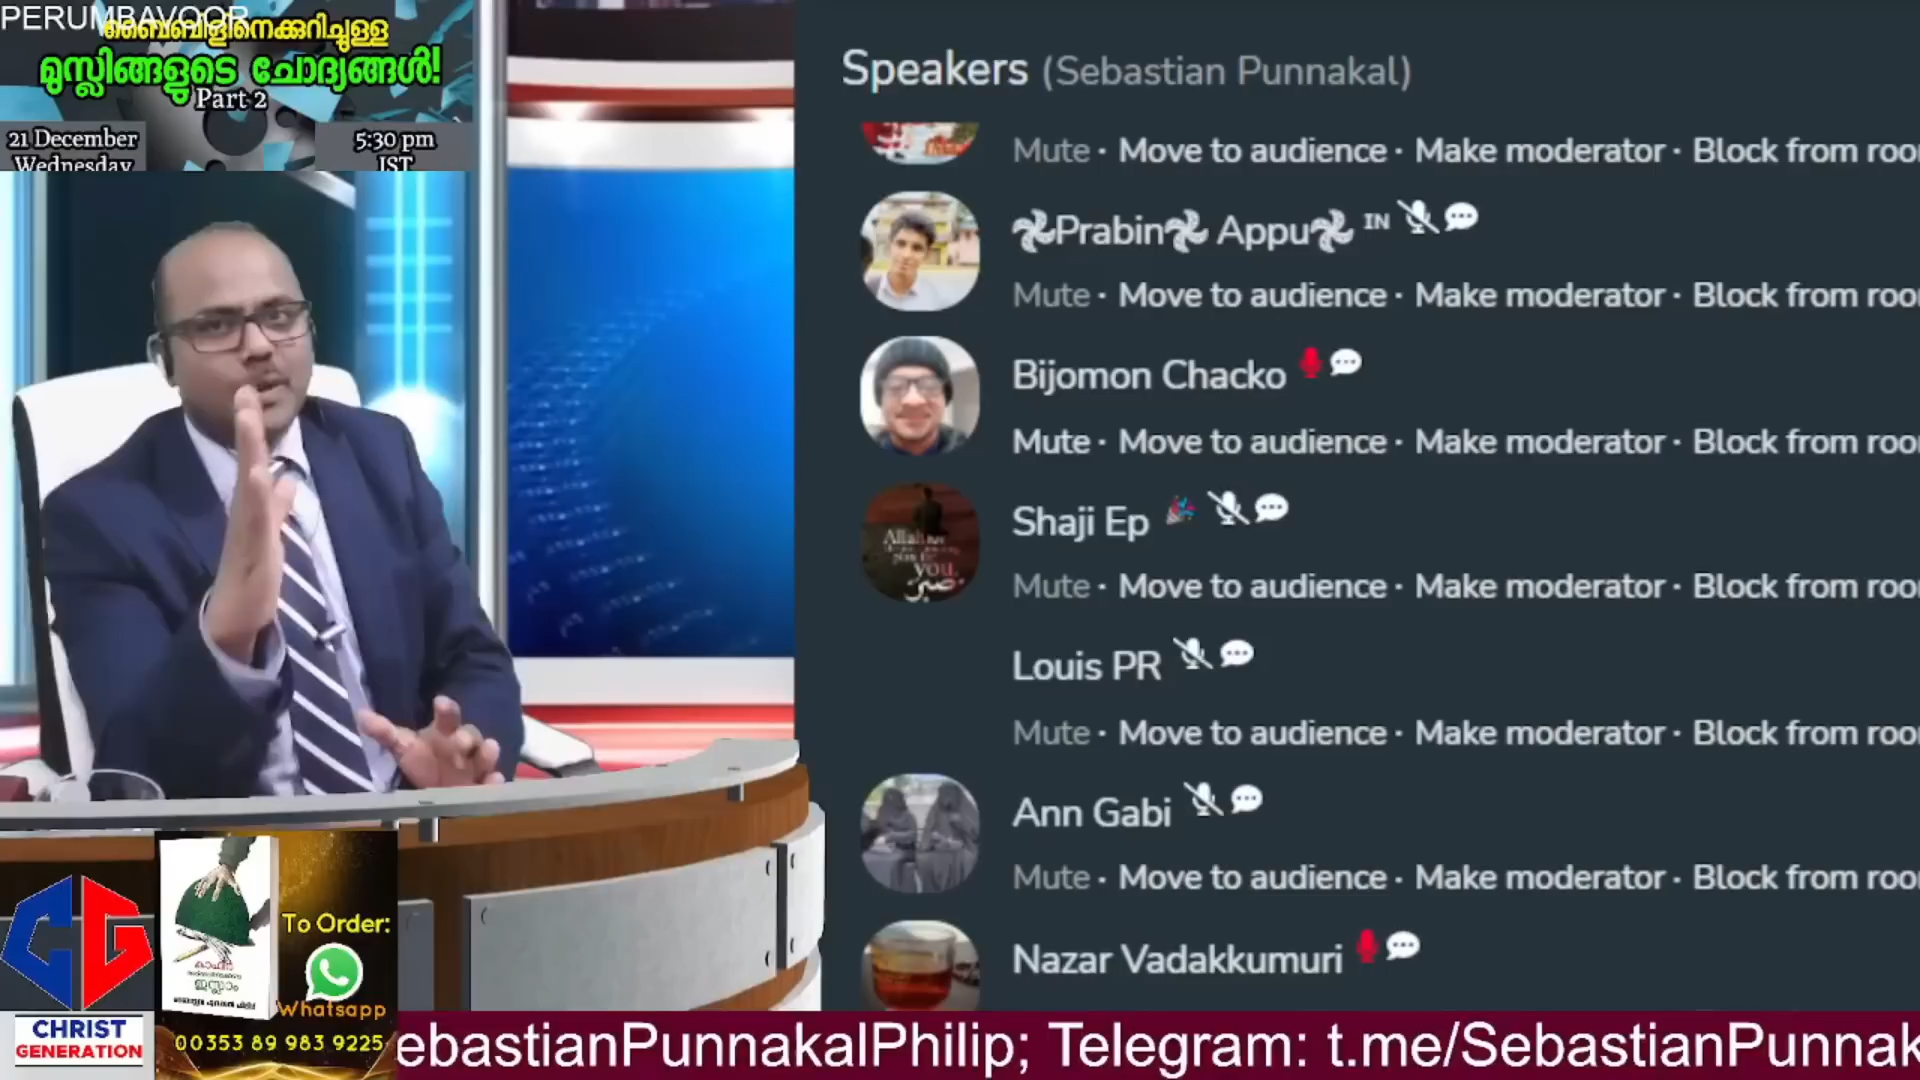 PERUMBAVOOR
ബൈബിളിനെക്കുറിച്ചുള്ള
മുസ്ലിങ്ങളുടെ ചോദ്യങ്ങൾ!
Part 2
21 December
Wednesday
5:30 pm
IST
Speakers (Sebastian Punnakal)
Mute · Move to audience · Make moderator · Block from roo
Prabin Appu IN
Mute · Move to audience · Make moderator · Block from roo
Bijomon Chacko
Mute · Move to audience · Make moderator · Block from roo
Allah
you.
صبر
Shaji Ep
Mute · Move to audience · Make moderator · Block from roo
Louis PR
Mute · Move to audience · Make moderator · Block from roo
Ann Gabi
Mute · Move to audience · Make moderator · Block from roo
Nazar Vadakkumuri
CG
CHRIST
GENERATION
ഇസ്ലാം
To Order:
Whatsapp
00353 89 983 9225
ebastianPunnakalPhilip; Telegram: t.me/SebastianPunnak